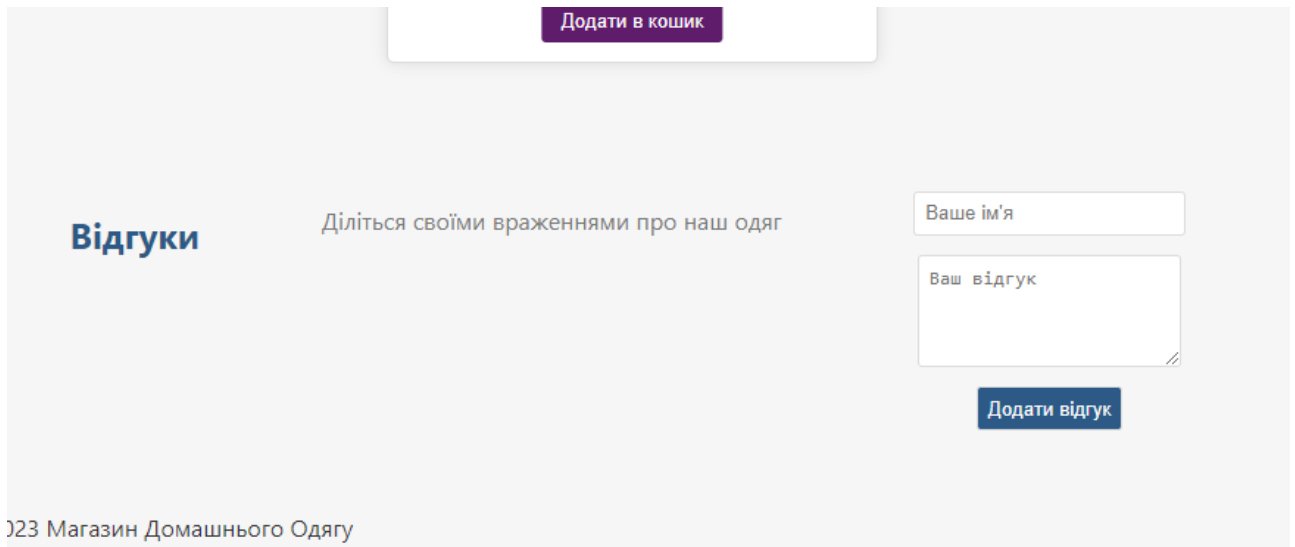 Додати в кошик
Відгуки
Діліться своїми враженнями про наш одяг
Ваше ім'я
Ваш відгук
Додати відгук
023 Магазин Домашнього Одягу